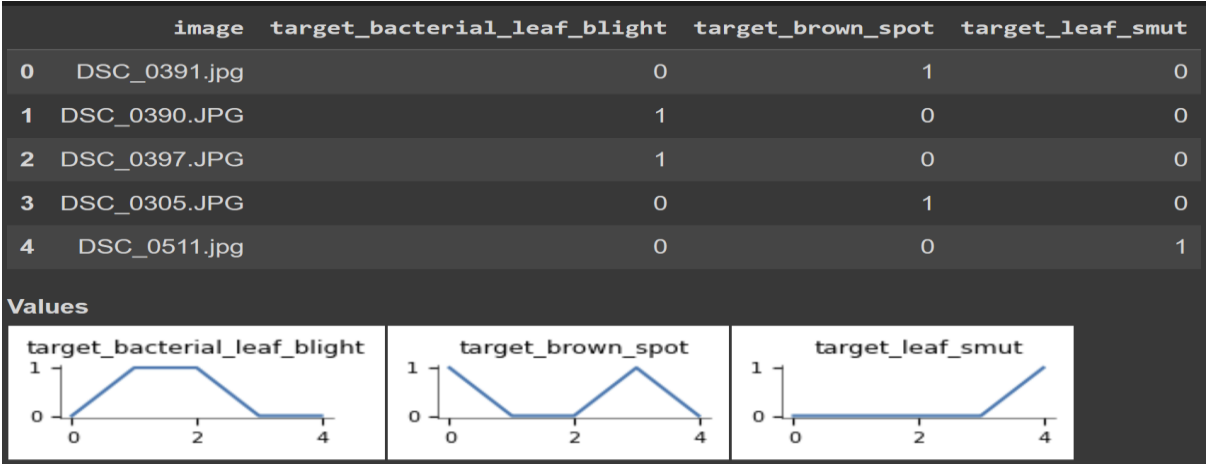 image target_bacterial_leaf_blight target_brown_spot target_leaf_smut
0 DSC_0391.jpg 0 1 0
1 DSC_0390.JPG 1 0 0
2 DSC_0397.JPG 1 0 0
3 DSC_0305.JPG 0 1 0
4 DSC_0511.jpg 0 0 1
Values
target_bacterial_leaf_blight target_brown_spot target_leaf_smut
1 1 1
0 0 0
0 2 4 0 2 4 0 2 4